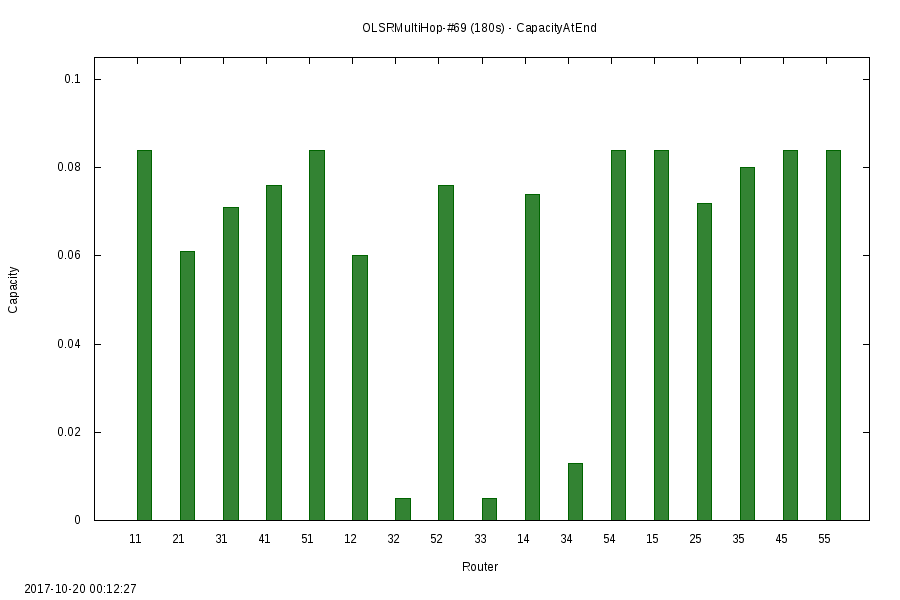 OLSRMultiHop-#69 (180s) - CapacityAtEnd
0.1
0.08
0.06
0.04
0.02
0
Capacity
11 21 31 41 51 12 32 52 33 14 34 54 15 25 35 45 55
Router
2017-10-20 00:12:27